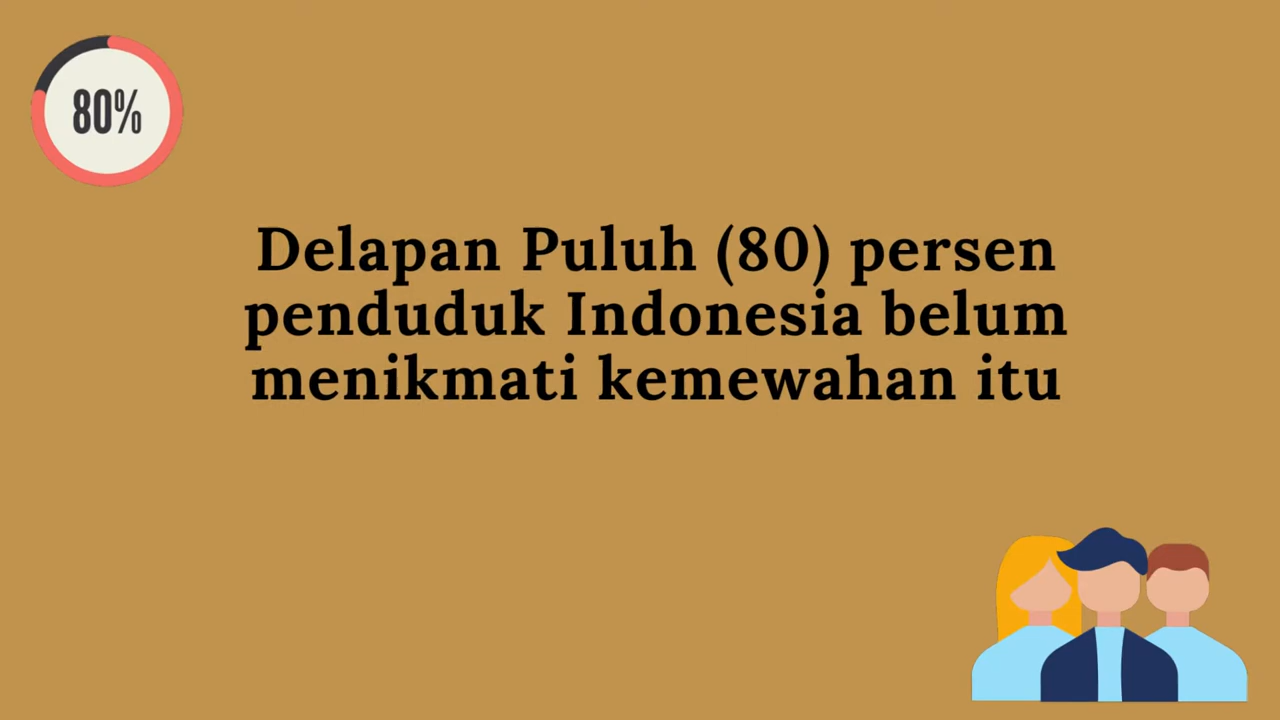 80%
Delapan Puluh (80) persen
penduduk Indonesia belum
menikmati kemewahan itu